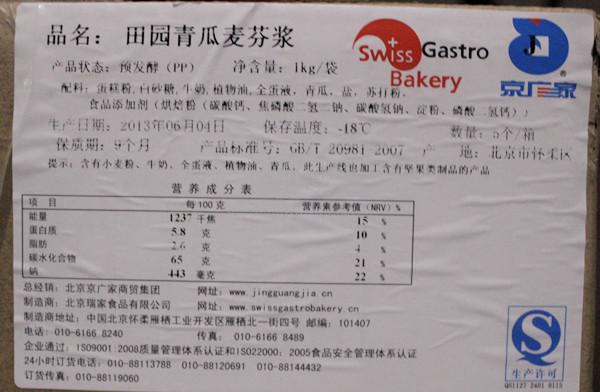 品名： 田园青瓜麦芬浆
Swiss Gastro Bakery
J
®
京广家
产品状态：预发酵（PP） 净含量：1kg/袋
配料：蛋糕粉，白砂糖，牛奶，植物油，全蛋液，青瓜，盐，苏打粉，
食品添加剂（烘焙粉（碳酸钙、焦磷酸二氢二钠、碳酸氢钠、淀粉、磷酸二氢钙））
生产日期：2013年06月04日 保存温度：-18℃ 数量：5个/箱
保质期：9个月 产品标准号：GB/T 20981-2007 产 地：北京市怀柔区
提示：含有小麦粉、牛奶、全蛋液、植物油、青瓜，此生产线也加工含有坚果类制品的产品
营养成分表
项目 每100克 营养素参考值（NRV）%
能量 1237 千焦 15 %
蛋白质 5.8 克 10 %
脂肪 2.6 克 4 %
碳水化合物 65 克 21 %
钠 443 毫克 22 %
总经销：北京京广家商贸集团 网址：www.jingguangjia.cn
制造商：北京瑞家食品有限公司 网址：www.swissgastrobakery.cn
制造商地址：中国北京怀柔雁栖工业开发区雁栖北一街四号 邮编：101407
电话：010-6166 8240 传真： 010-6166 8489
企业通过：ISO9001:2008质量管理体系认证和ISO22000：2005食品安全管理体系认证
24小时订货电话：010-88113788 010-88120691 010-88144432
订货传真：010-88119060
生产许可
QS1127 2401 0115